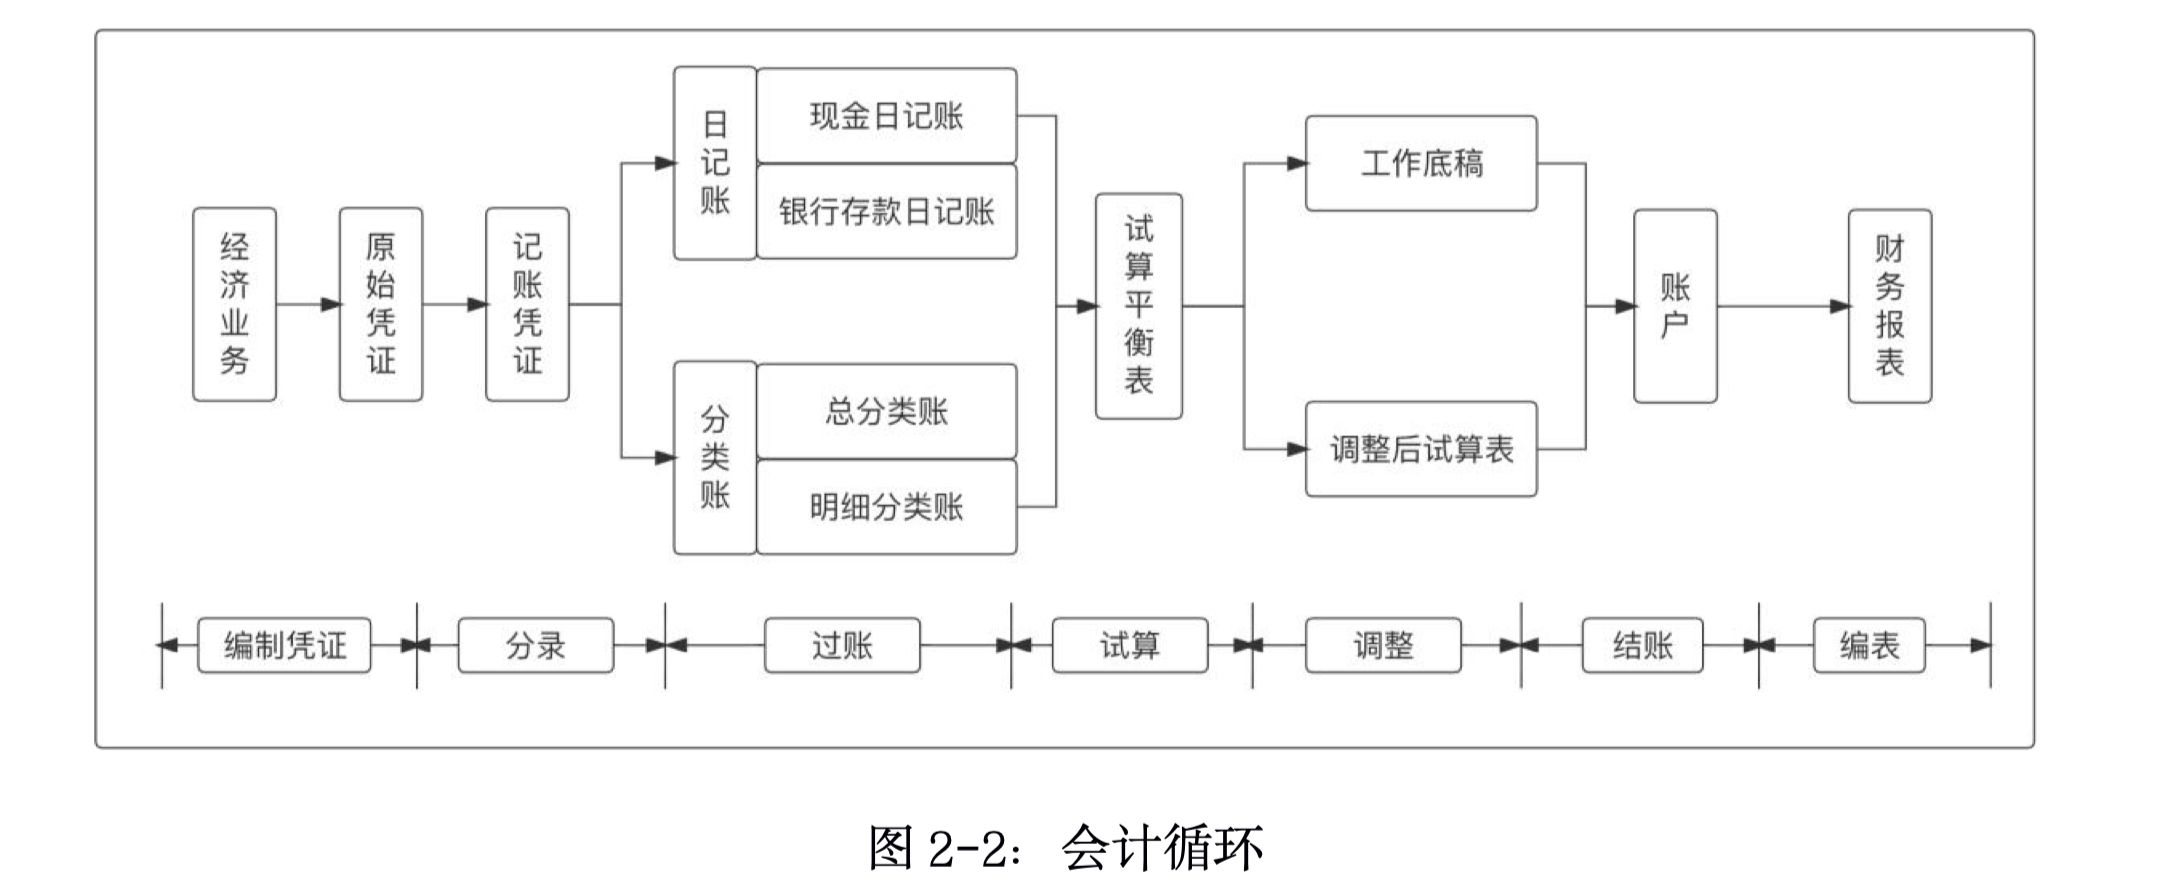 经济业务
原始凭证
记账凭证
日记账
现金日记账
银行存款日记账
分类账
总分类账
明细分类账
试算平衡表
工作底稿
调整后试算表
账户
财务报表
编制凭证
分录
过账
试算
调整
结账
编表
图 2-2：会计循环